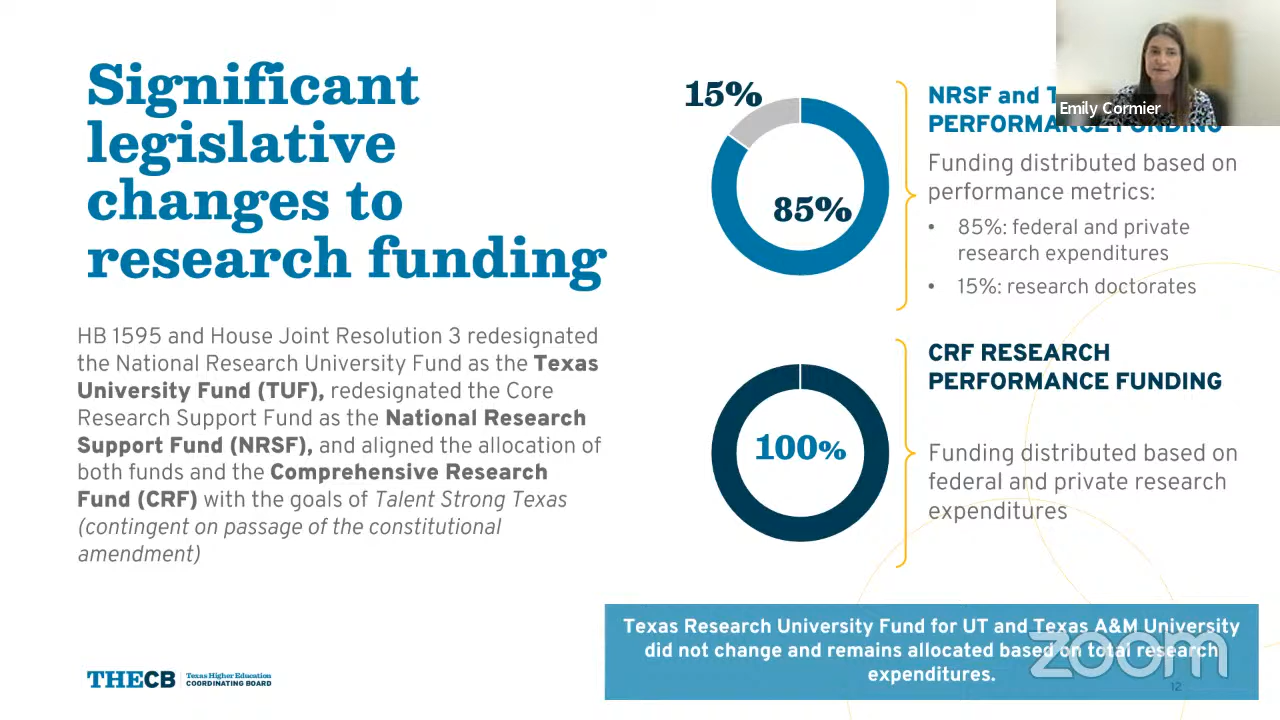 Significant
legislative
changes to
research funding
HB 1595 and House Joint Resolution 3 redesignated
the National Research University Fund as the Texas
University Fund (TUF), redesignated the Core
Research Support Fund as the National Research
Support Fund (NRSF), and aligned the allocation of
both funds and the Comprehensive Research
Fund (CRF) with the goals of Talent Strong Texas
(contingent on passage of the constitutional
amendment)
15%
85%
NRSF and
PERFORMANCE FUNDING
Funding distributed based on
performance metrics:
• 85%: federal and private
research expenditures
• 15%: research doctorates
Emily Cormier
100%
CRF RESEARCH
PERFORMANCE FUNDING
Funding distributed based on
federal and private research
expenditures
Texas Research University Fund for UT and Texas A&M University
did not change and remains allocated based on total research
expenditures.
zoom
12
THECB
Texas Higher Education
COORDINATING BOARD